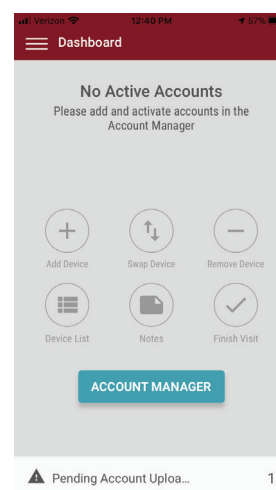 Verizon 12:40 PM 57%
Dashboard
No Active Accounts
Please add and activate accounts in the
Account Manager
Add Device Swap Device Remove Device
Device List Notes Finish Visit
ACCOUNT MANAGER
Pending Account Uploa... 1